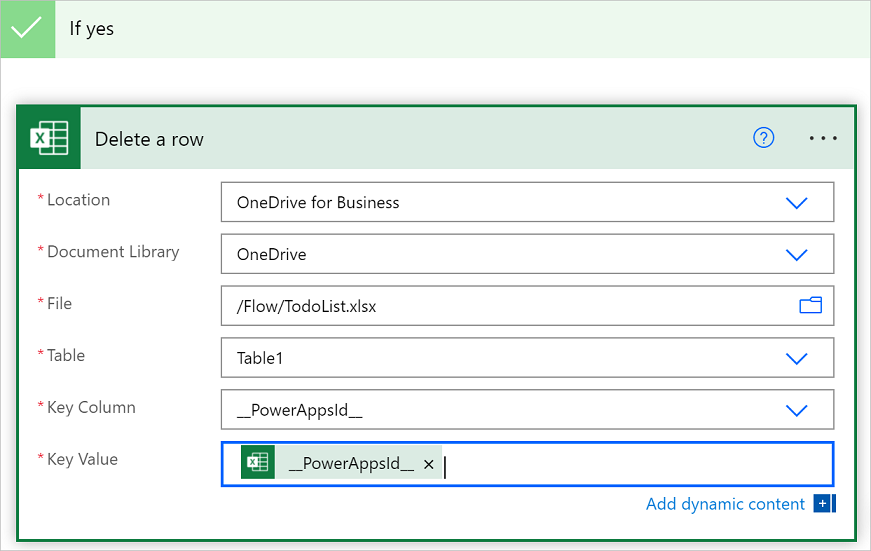 If yes
Delete a row
* Location
OneDrive for Business
* Document Library
OneDrive
* File
/Flow/TodoList.xlsx
* Table
Table1
* Key Column
__PowerAppsId__
* Key Value
__PowerAppsId__ ×
Add dynamic content